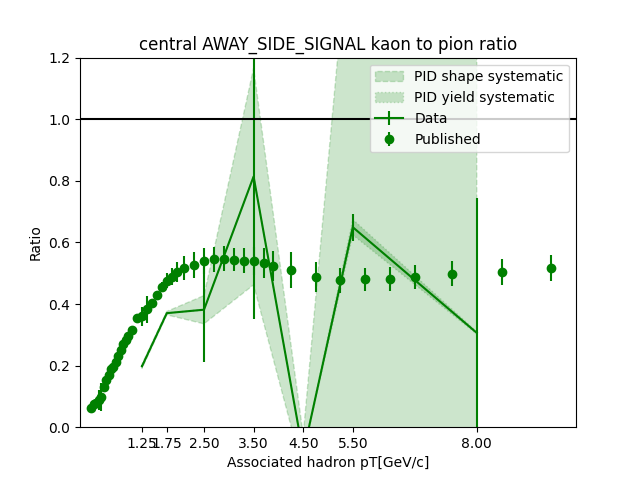 central AWAY_SIDE_SIGNAL kaon to pion ratio
PID shape systematic
PID yield systematic
Data
Published
Ratio
1.2
1.0
0.8
0.6
0.4
0.2
0.0
1.25 1.75 2.50 3.50 4.50 5.50 8.00
Associated hadron pT[GeV/c]